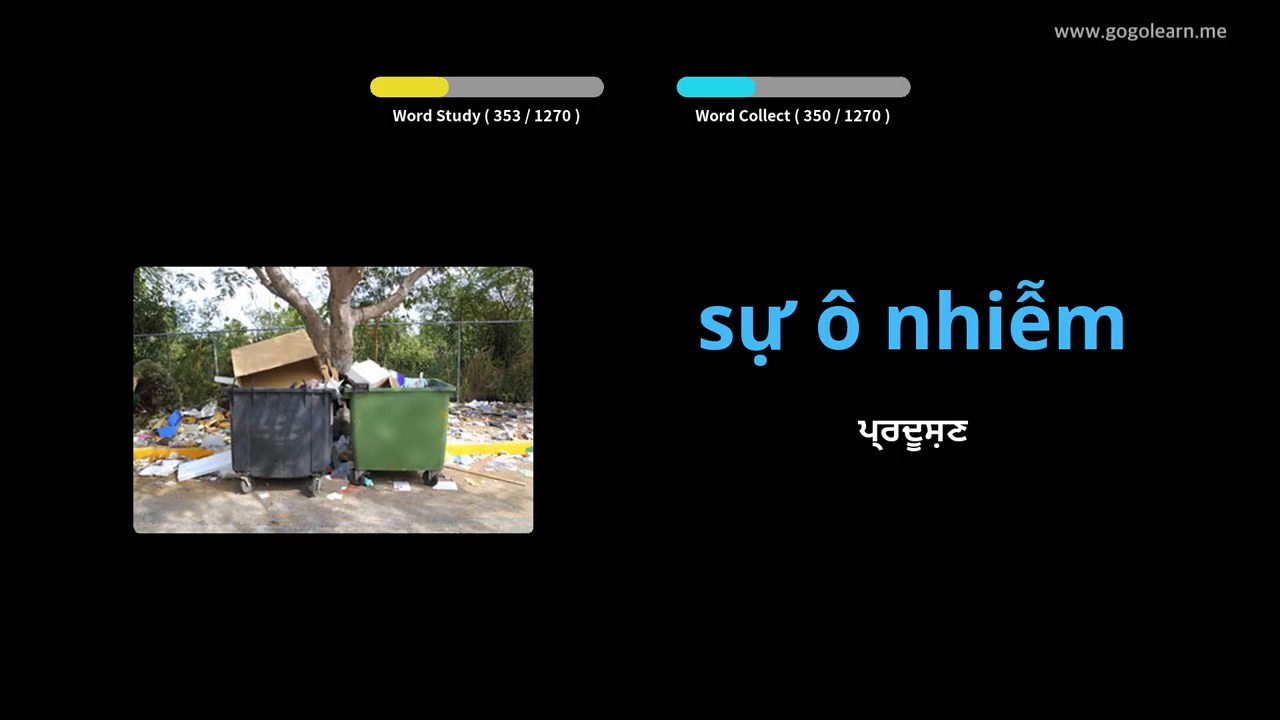 www.gogolearn.me
Word Study ( 353 / 1270 )
Word Collect ( 350 / 1270 )
sự ô nhiễm
ਪ੍ਰਦੂਸ਼ਣ